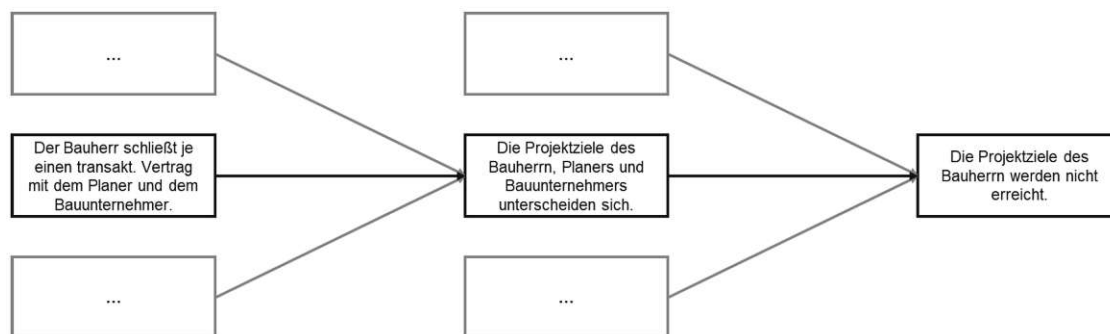 ...
...
Der Bauherr schließt je
einen transakt. Vertrag
mit dem Planer und dem
Bauunternehmer.
Die Projektziele des
Bauherrn, Planers und
Bauunternehmers
unterscheiden sich.
Die Projektziele des
Bauherrn werden nicht
erreicht.
...
...